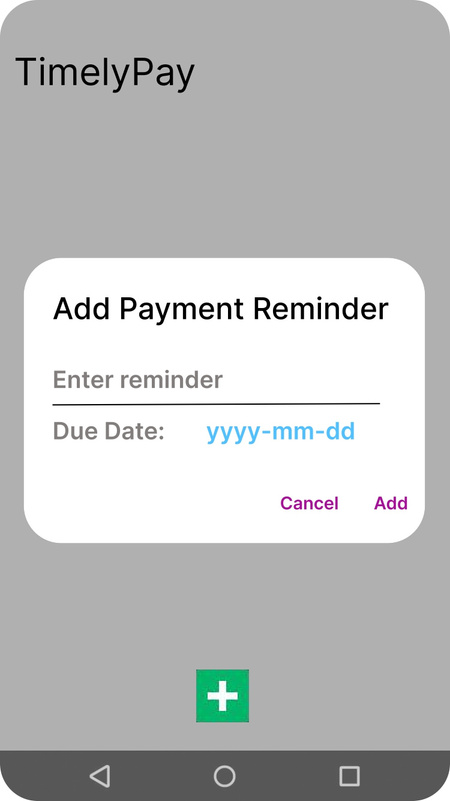 TimelyPay
Add Payment Reminder
Enter reminder
Due Date: yyyy-mm-dd
Cancel Add